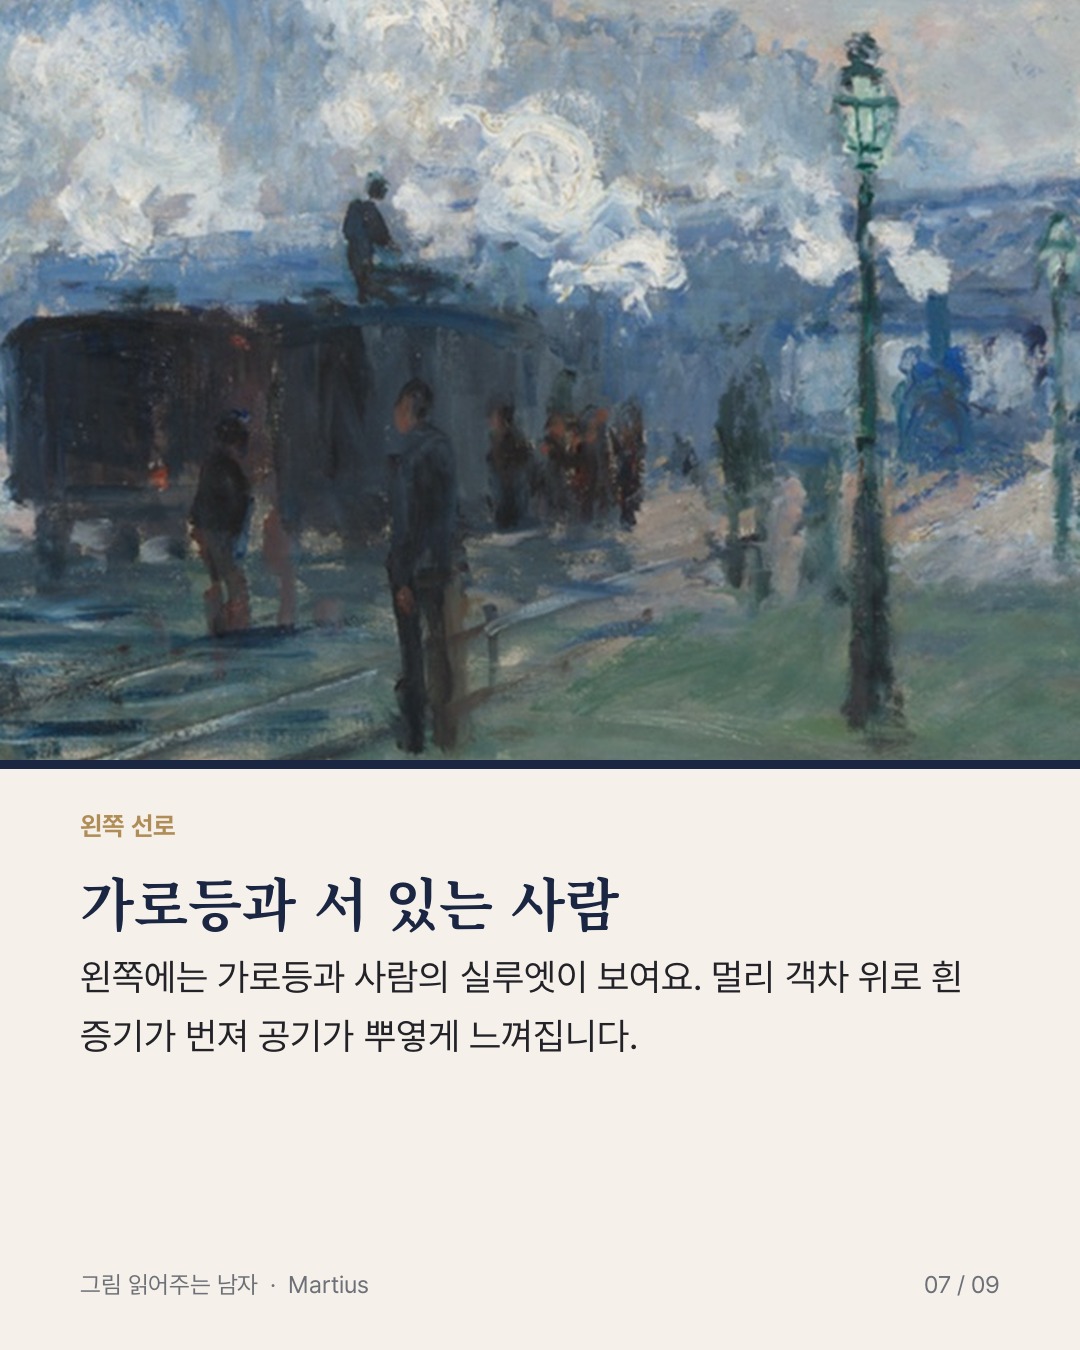 왼쪽 선로
가로등과 서 있는 사람
왼쪽에는 가로등과 사람의 실루엣이 보여요. 멀리 객차 위로 흰
증기가 번져 공기가 뿌옇게 느껴집니다.
그림 읽어주는 남자 · Martius
07 / 09